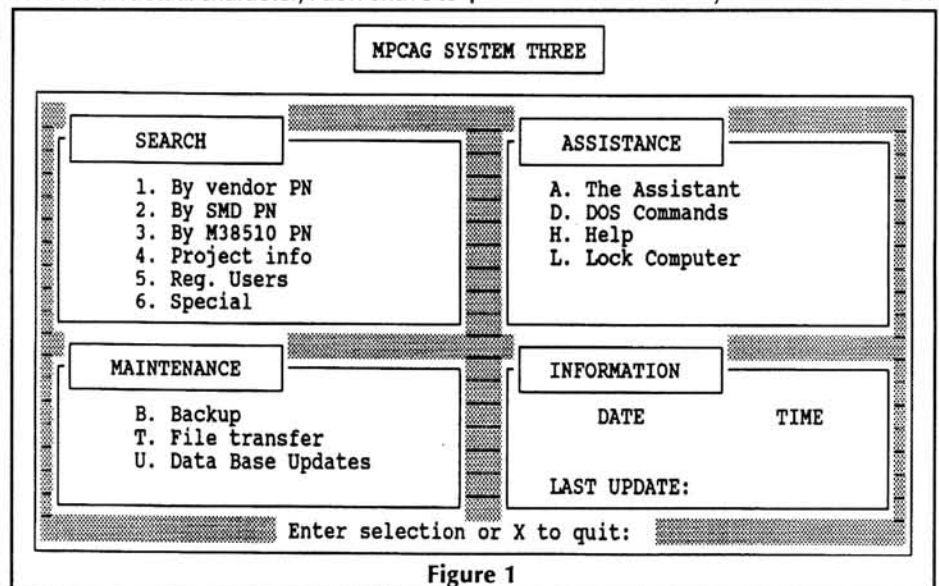 MPCAG SYSTEM THREE
SEARCH
1. By vendor PN
2. By SMD PN
3. By M38510 PN
4. Project info
5. Reg. Users
6. Special
ASSISTANCE
A. The Assistant
D. DOS Commands
H. Help
L. Lock Computer
MAINTENANCE
B. Backup
T. File transfer
U. Data Base Updates
INFORMATION
DATE TIME
LAST UPDATE:
Enter selection or X to quit:
Figure 1